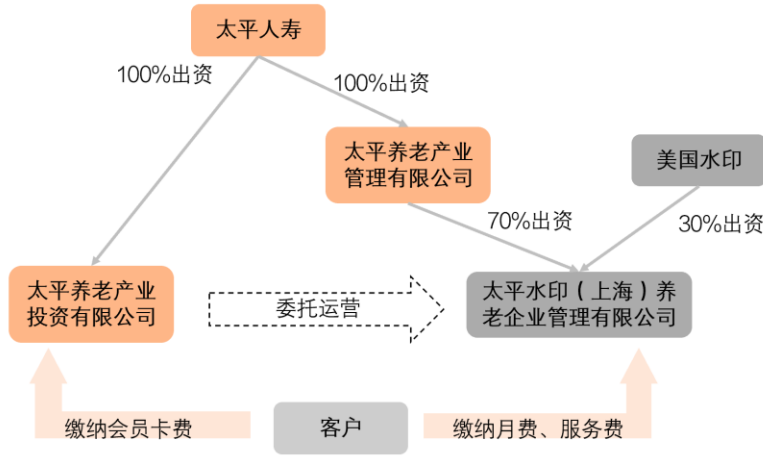 太平人寿
100%出资
100%出资
太平养老产业
管理有限公司
美国水印
70%出资
30%出资
太平养老产业
投资有限公司
委托运营
太平水印（上海）养
老企业管理有限公司
缴纳会员卡费
客户
缴纳月费、服务费